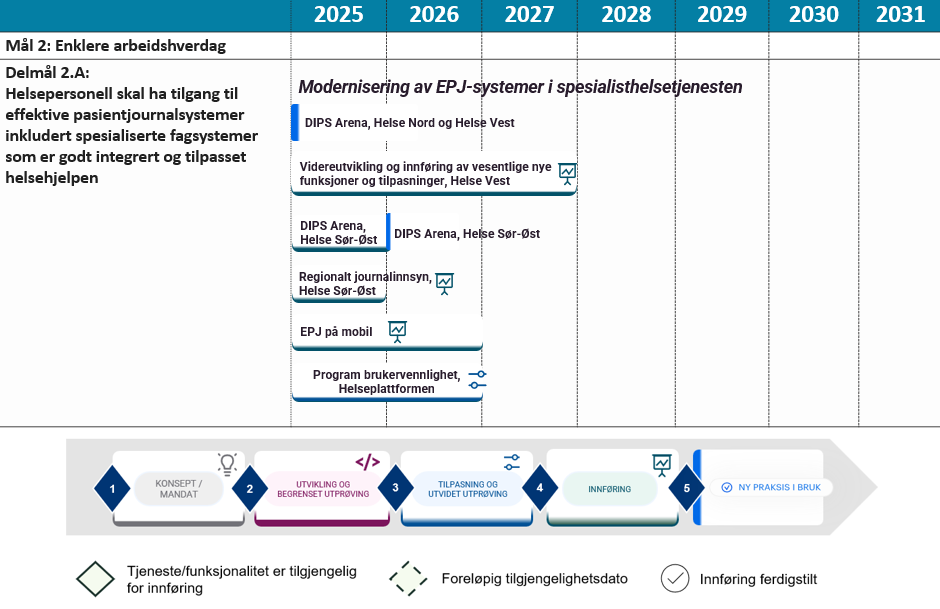 2025 2026 2027 2028 2029 2030 2031
Mål 2: Enklere arbeidshverdag
Delmål 2.A:
Helsepersonell skal ha tilgang til
effektive pasientjournalsystemer
inkludert spesialiserte fagsystemer
som er godt integrert og tilpasset
helsehjelpen
Modernisering av EPJ-systemer i spesialisthelsetjenesten
DIPS Arena, Helse Nord og Helse Vest
Videreutvikling og innføring av vesentlige nye
funksjoner og tilpasninger, Helse Vest
DIPS Arena,
Helse Sør-Øst
DIPS Arena, Helse Sør-Øst
Regionalt journalinnsyn,
Helse Sør-Øst
EPJ på mobil
Program brukervennlighet,
Helseplattformen
1
KONSEPT /
MANDAT
2
</>
UTVIKLING OG
BEGRENSET UTPRØVING
3
TILPASNING OG
UTVIDET UTPRØVING
4
INNFØRING
5
NY PRAKSIS I BRUK
Tjeneste/funksjonalitet er tilgjengelig
for innføring
Foreløpig tilgjengelighetsdato
Innføring ferdigstilt